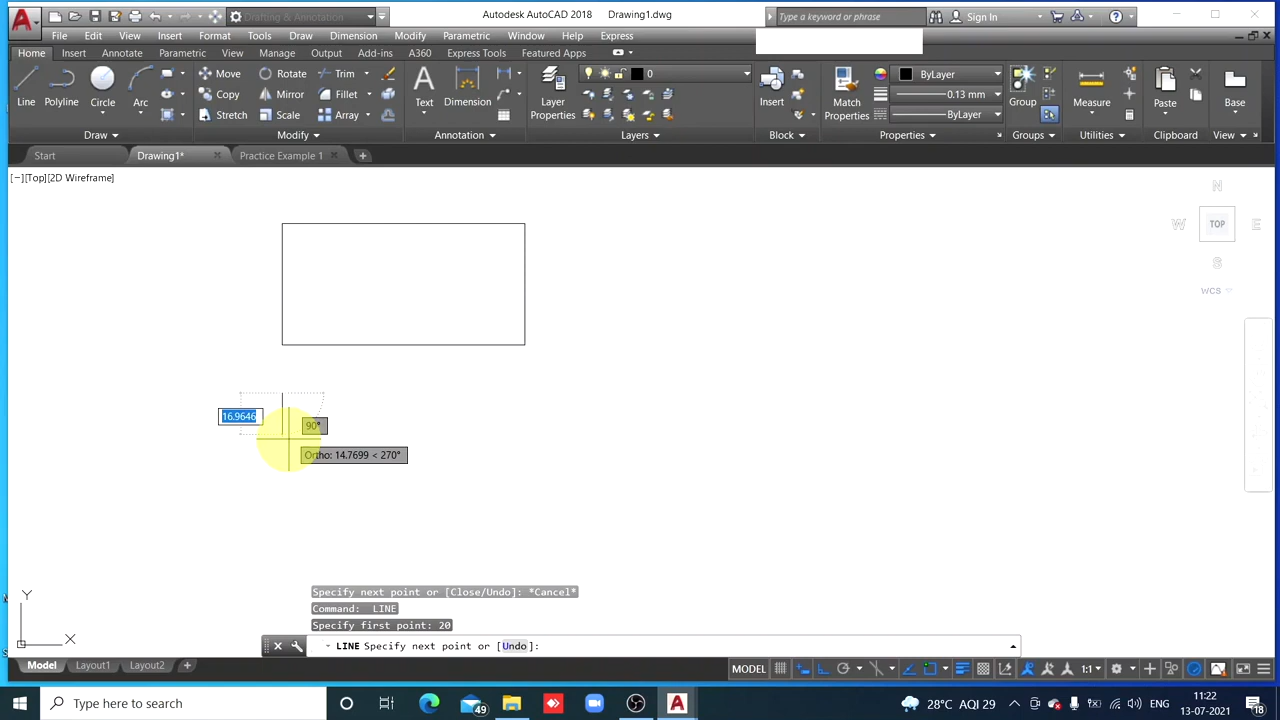 Drafting & Annotation
Autodesk AutoCAD 2018 Drawing1.dwg
Type a keyword or phrase
Sign In
File Edit View Insert Format Tools Draw Dimension Modify Parametric Window Help Express
Home Insert Annotate Parametric View Manage Output Add-ins A360 Express Tools Featured Apps
Line Polyline Circle Arc
Move Rotate Trim
Copy Mirror Fillet
Stretch Scale Array
Text Dimension
Layer Properties
0
Insert
Match Properties
ByLayer
0.13 mm
ByLayer
Group Measure Paste Base
Draw Modify Annotation Layers Block Properties Groups Utilities Clipboard View
Start Drawing1* Practice Example 1
[−][Top][2D Wireframe]
N
W TOP E
S
WCS
16.9646
90°
Ortho: 14.7699 < 270°
Specify next point or [Close/Undo]: *Cancel*
Command: LINE
Specify first point: 20
LINE Specify next point or [Undo]:
Y
X
Model Layout1 Layout2
MODEL
1:1
Type here to search
49
28°C AQI 29
ENG
11:22
13-07-2021
18